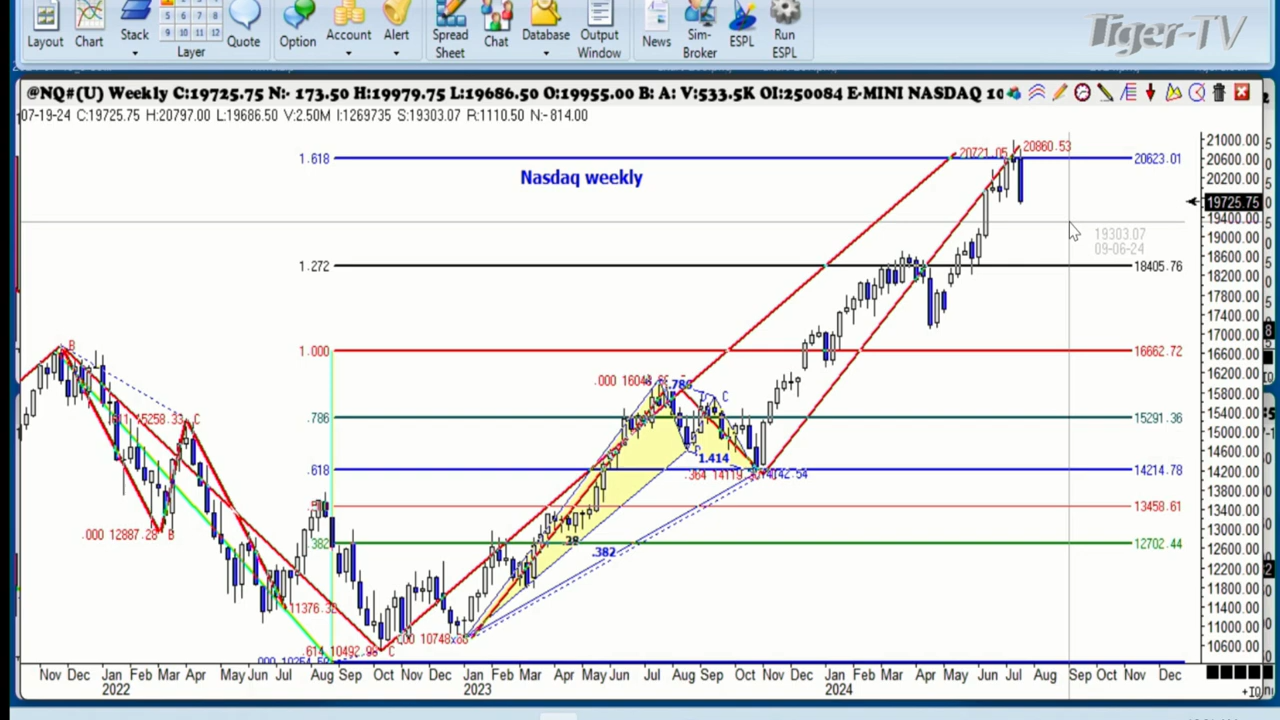 Layout Chart Stack Layer Quote Option Account Alert Spread Sheet Chat Database Output Window News Sim-Broker ESPL Run ESPL
Tiger-TV
@NQ#(U) Weekly C:19725.75 N:- 173.50 H:19979.75 L:19686.50 O:19955.00 B: A: V:533.5K OI:250084 E-MINI NASDAQ 10
07-19-24 C:19725.75 H:20797.00 L:19686.50 V:2.50M I:1269735 S:19303.07 R:1110.50 N:-814.00
21000.00
20721.05 20860.53
1.618 20623.01 20600.00
Nasdaq weekly
20200.00
19725.75
19400.00
19303.07
09-06-24
19000.00
1.272 18405.76
18600.00
18200.00
17800.00
17400.00
17000.00
B
1.000 16662.72 16600.00
16200.00
.786 C
15800.00
.786 15291.36 15400.00
15258.33 C
15000.00
1.414
14600.00
.618 14214.78 14200.00
.364
13800.00
13458.61 13400.00
.000 12887.28 B
13000.00
.382 12702.44 12600.00
.382
12200.00
11800.00
11376.3
11400.00
11000.00
.614 C
10600.00
Nov Dec Jan Feb Mar Apr May Jun Jul Aug Sep Oct Nov Dec Jan Feb Mar Apr May Jun Jul Aug Sep Oct Nov Dec Jan Feb Mar Apr May Jun Jul Aug Sep Oct Nov Dec
2022 2023 2024